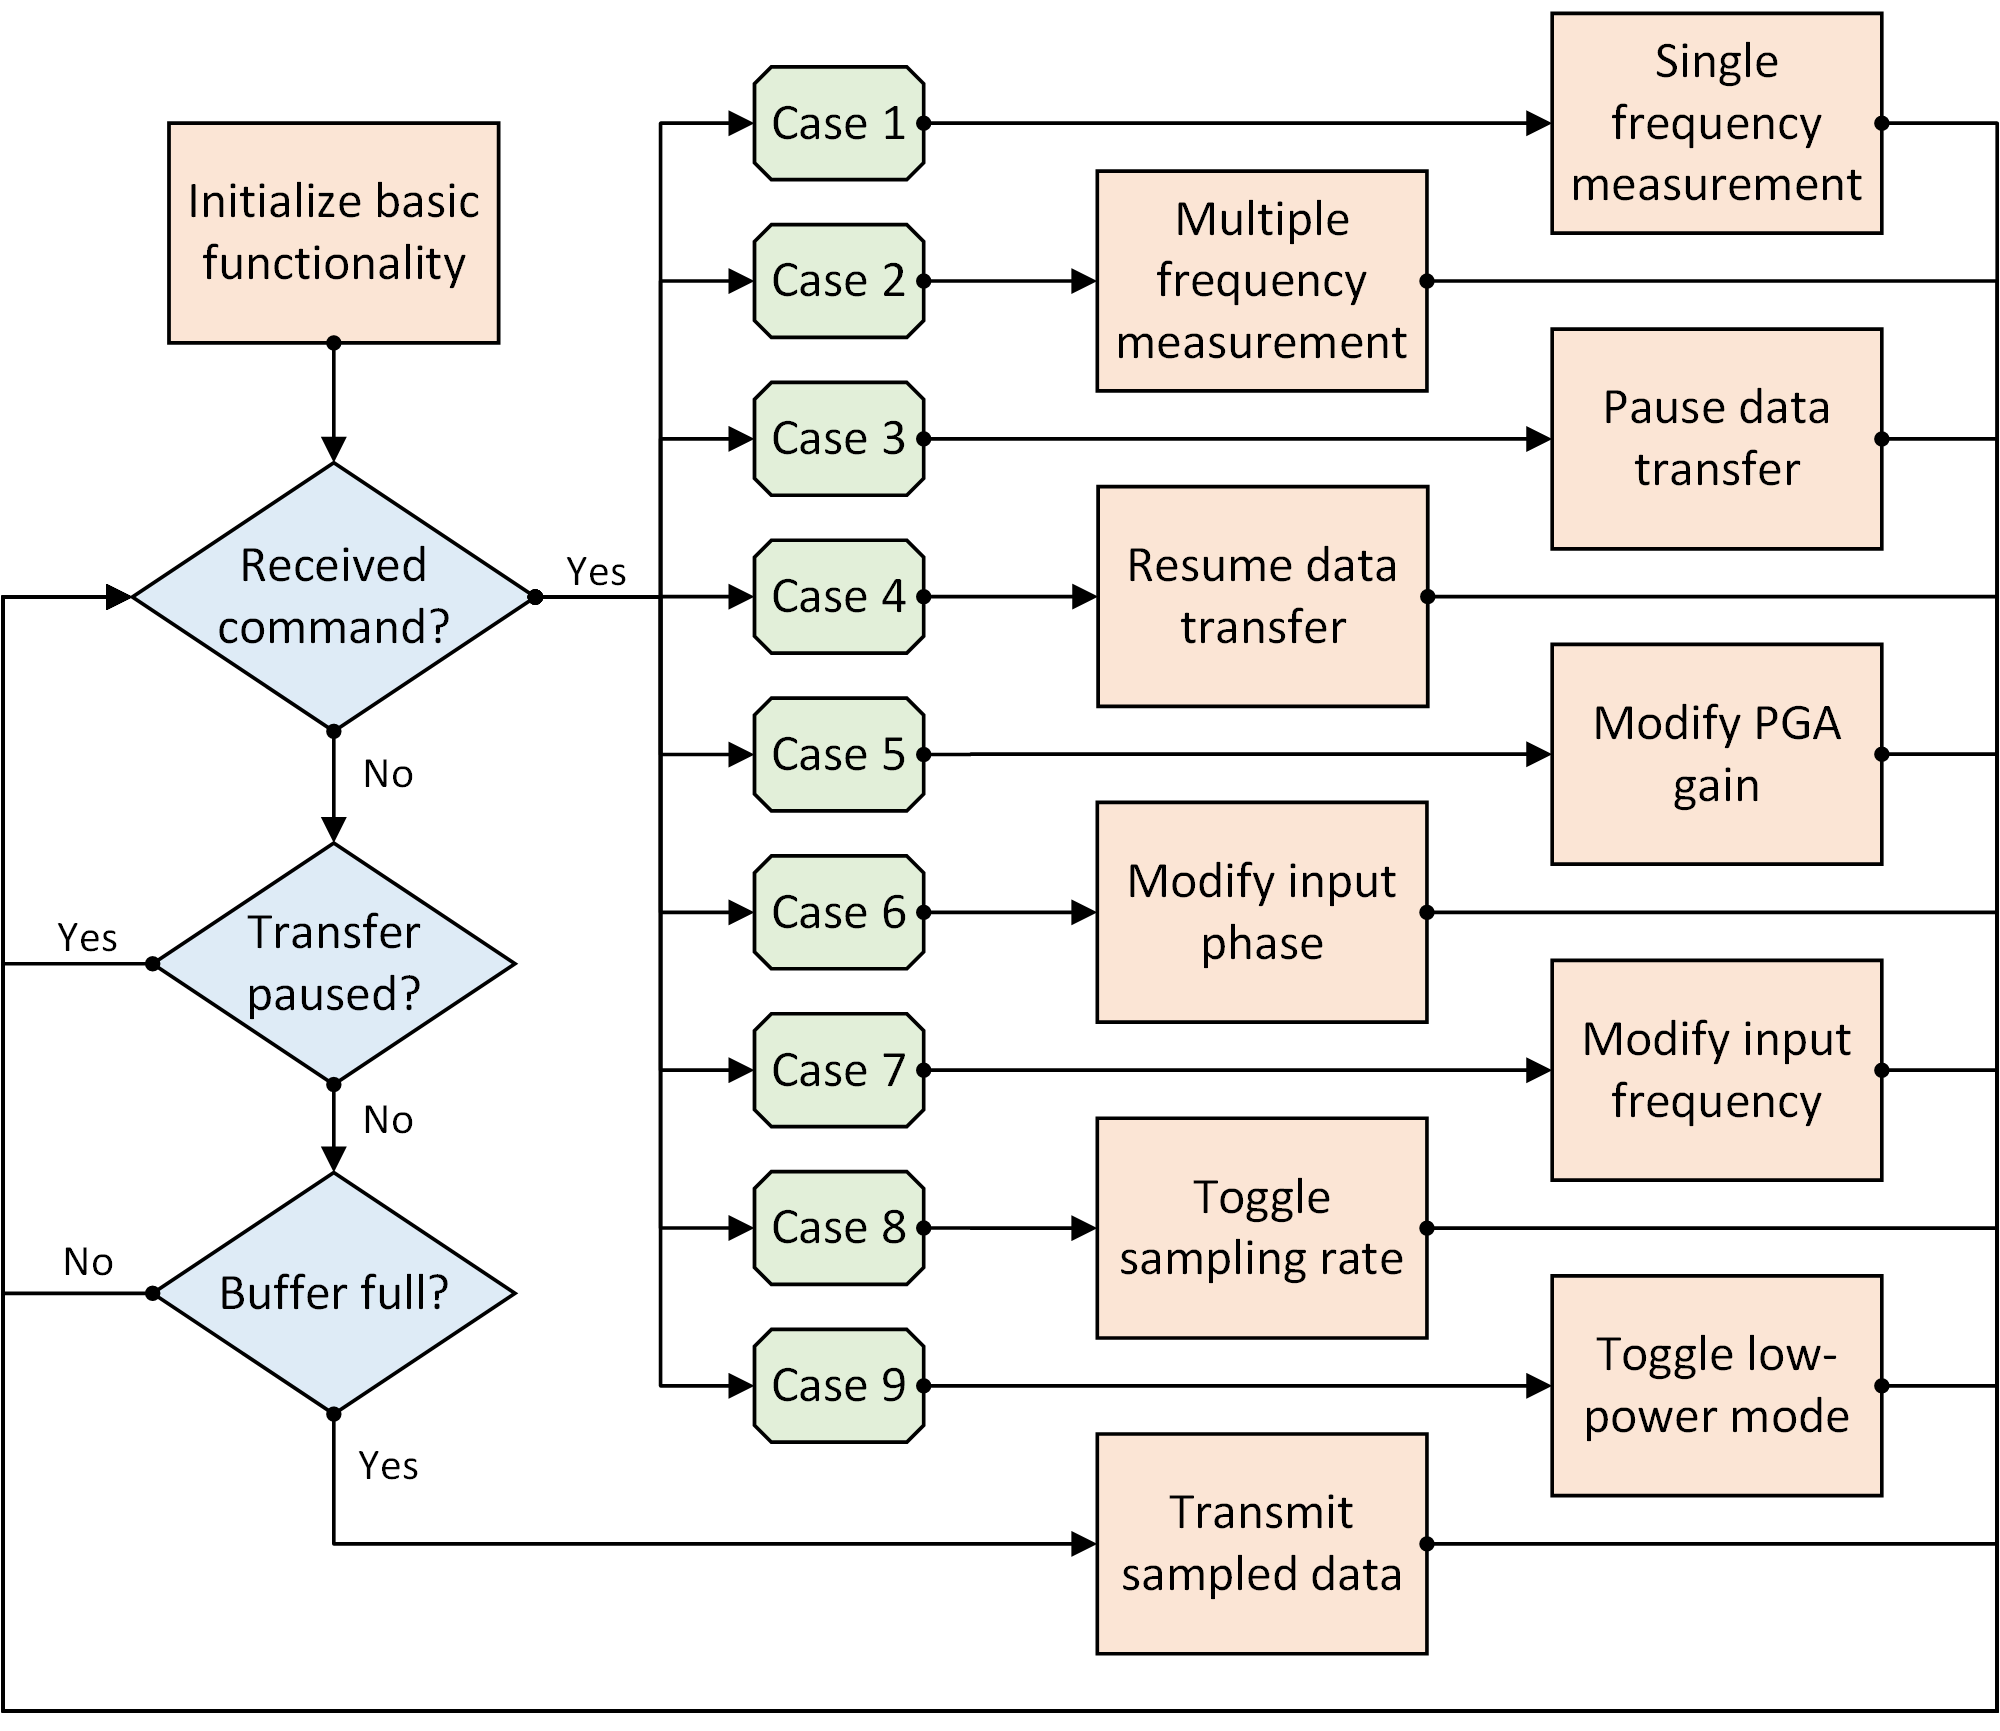 Initialize basic
functionality
Received
command?
Yes
No
Transfer
paused?
Yes
No
Buffer full?
No
Yes
Case 1
Single
frequency
measurement
Case 2
Multiple
frequency
measurement
Case 3
Pause data
transfer
Case 4
Resume data
transfer
Case 5
Modify PGA
gain
Case 6
Modify input
phase
Case 7
Modify input
frequency
Case 8
Toggle
sampling rate
Case 9
Toggle low-
power mode
Transmit
sampled data